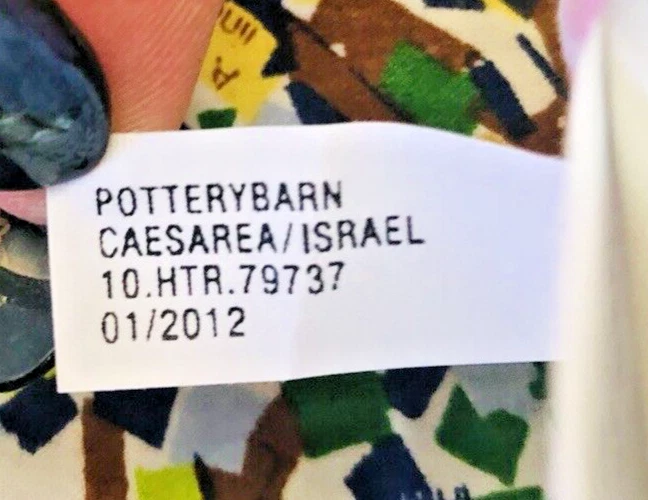 POTTERYBARN
CAESAREA/ISRAEL
10.HTR.79737
01/2012